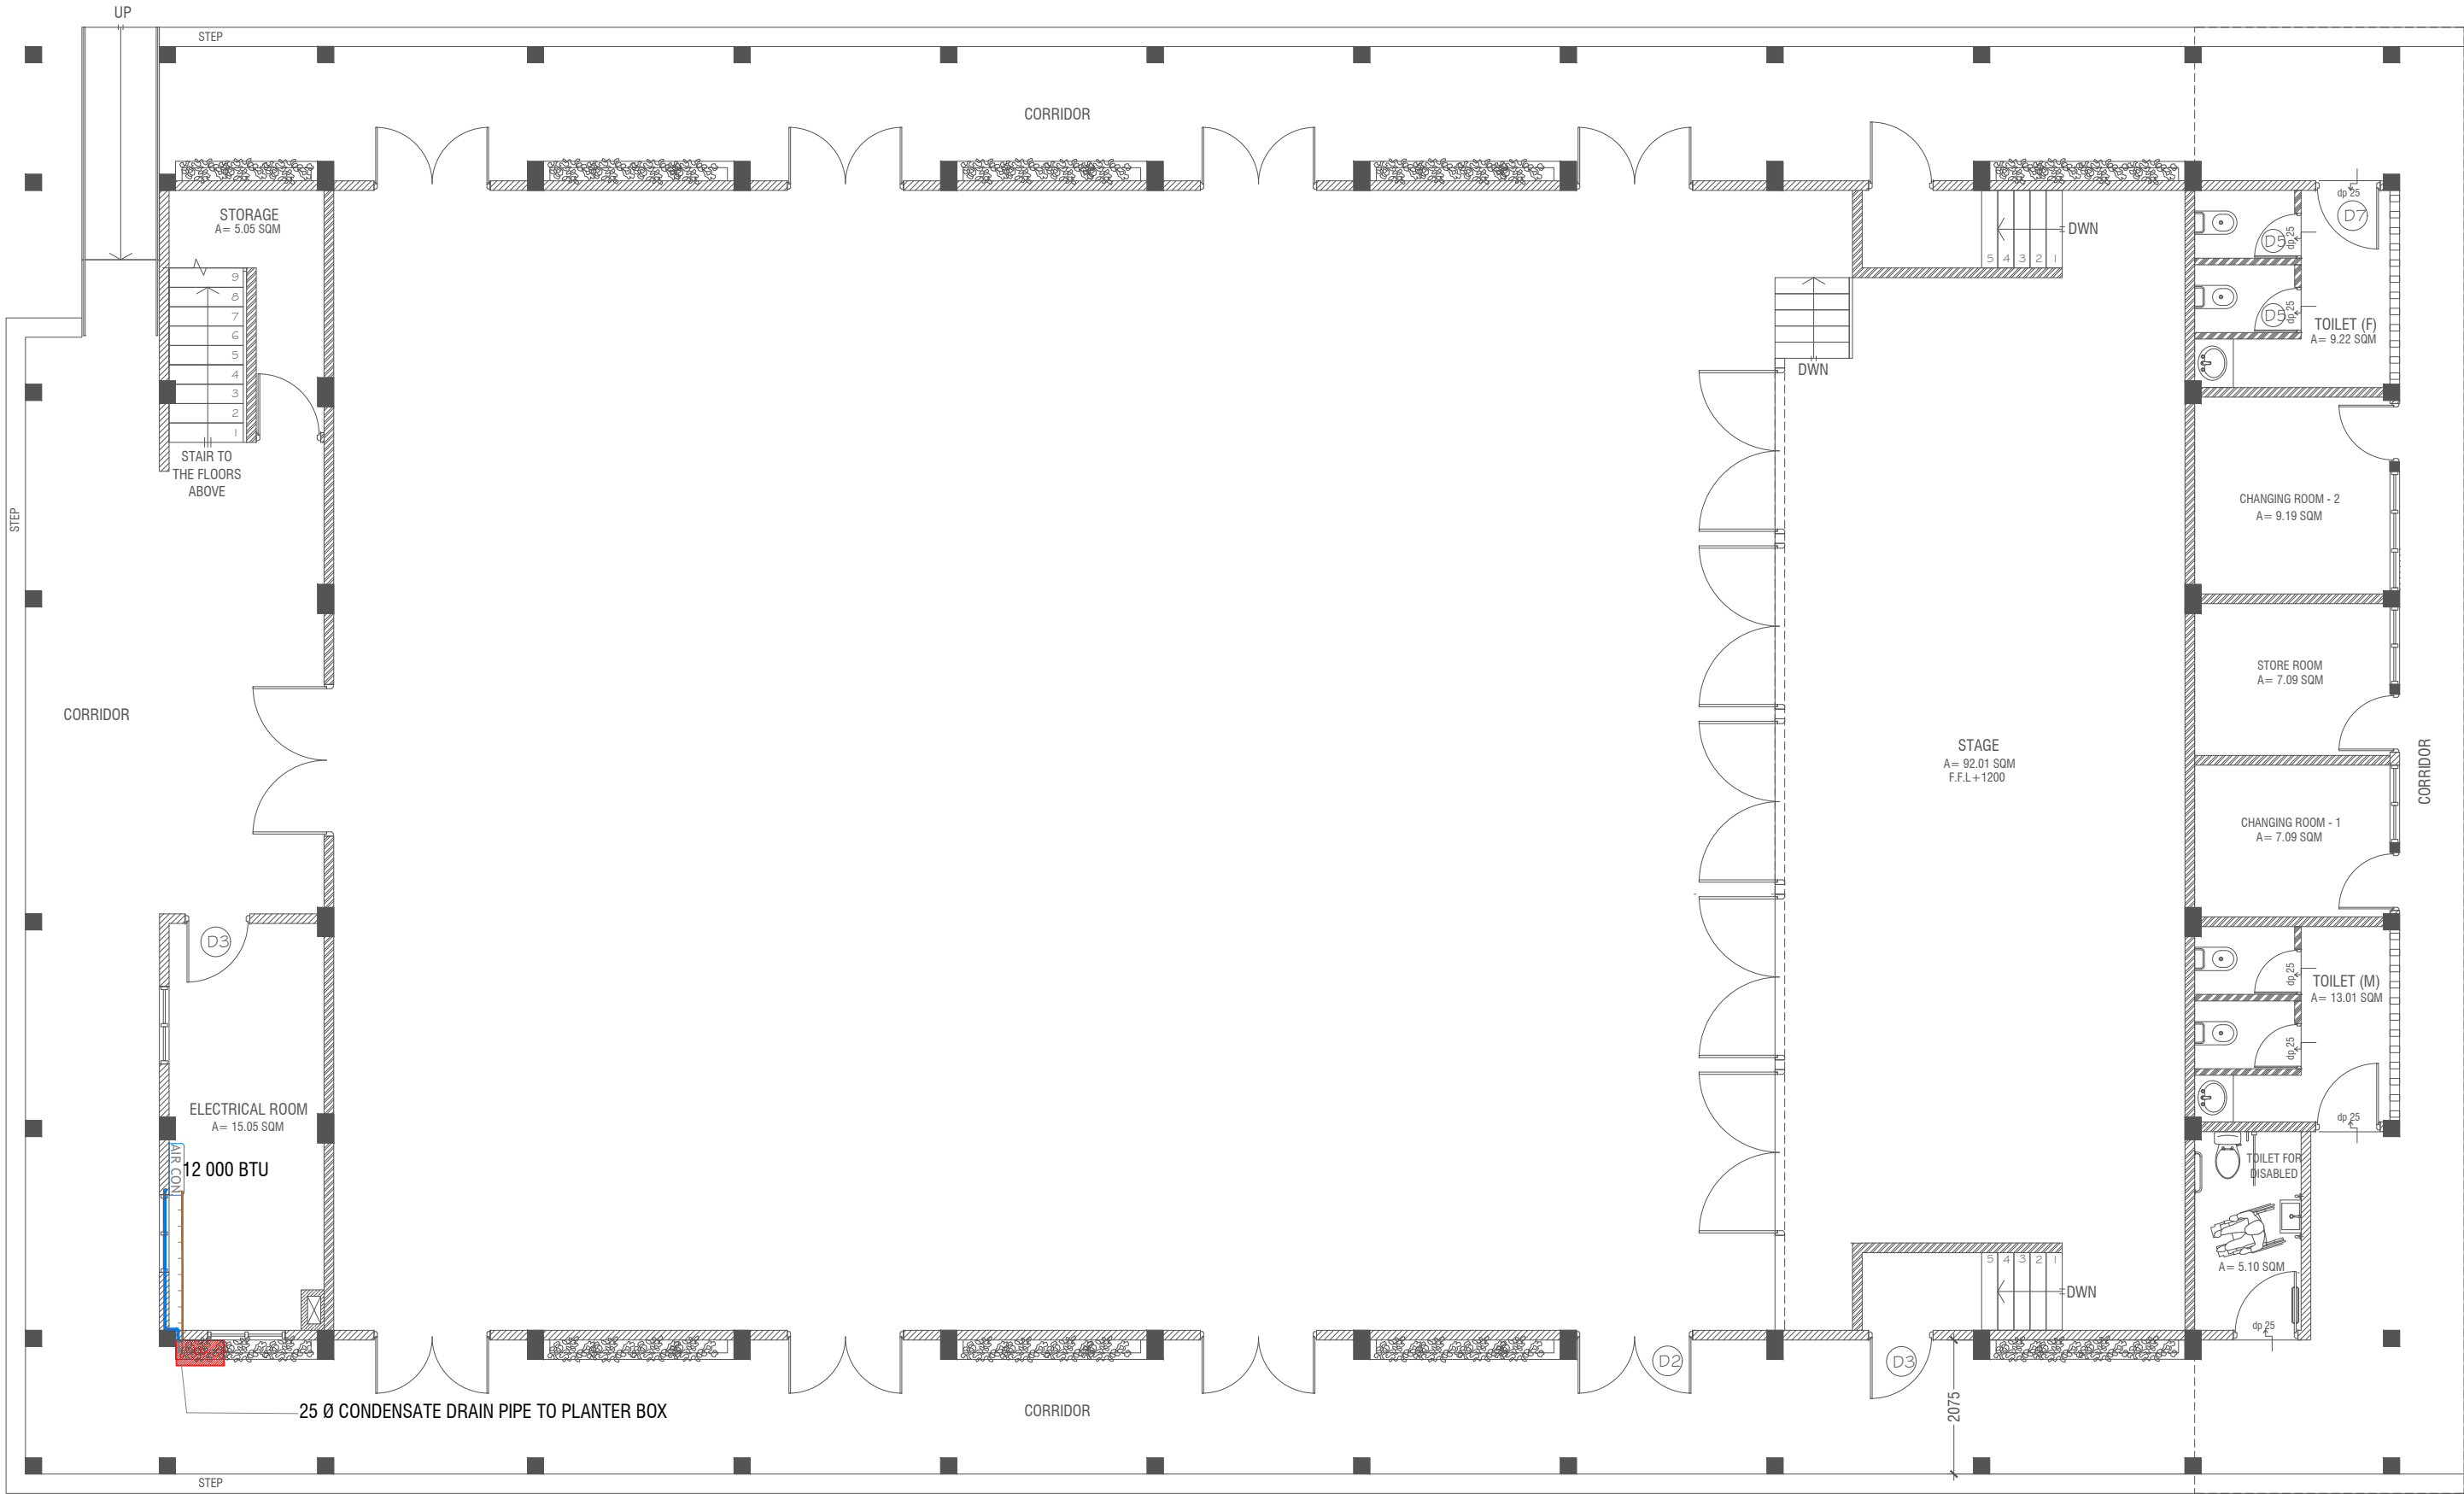 UP
STEP
CORRIDOR
STORAGE
A= 5.05 SQM
9
8
7
6
5
4
3
2
1
STAIR TO
THE FLOORS
ABOVE
STEP
CORRIDOR
D3
ELECTRICAL ROOM
A= 15.05 SQM
AIR CON
12 000 BTU
25 Ø CONDENSATE DRAIN PIPE TO PLANTER BOX
STEP
CORRIDOR
5 4 3 2 1
DWN
DWN
STAGE
A= 92.01 SQM
F.F.L+1200
5 4 3 2 1
DWN
D2
D3
2075
dp 25
D7
D5
dp 25
D5
dp 25
TOILET (F)
A= 9.22 SQM
CHANGING ROOM - 2
A= 9.19 SQM
STORE ROOM
A= 7.09 SQM
CORRIDOR
CHANGING ROOM - 1
A= 7.09 SQM
dp 25
TOILET (M)
A= 13.01 SQM
dp 25
dp 25
TOILET FOR
DISABLED
A= 5.10 SQM
dp 25